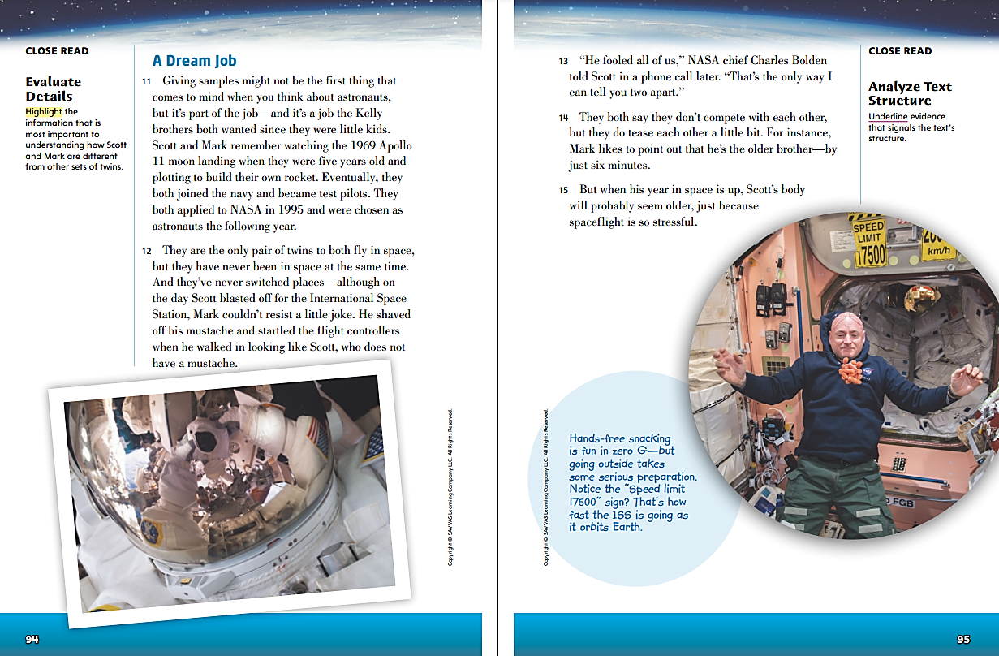 CLOSE READ
Evaluate
Details
Highlight the
information that is
most important to
understanding how Scott
and Mark are different
from other sets of twins.
A Dream Job
11 Giving samples might not be the first thing that
comes to mind when you think about astronauts,
but it’s part of the job—and it’s a job the Kelly
brothers both wanted since they were little kids.
Scott and Mark remember watching the 1969 Apollo
11 moon landing when they were five years old and
plotting to build their own rocket. Eventually, they
both joined the navy and became test pilots. They
both applied to NASA in 1995 and were chosen as
astronauts the following year.
12 They are the only pair of twins to both fly in space,
but they have never been in space at the same time.
And they’ve never switched places—although on
the day Scott blasted off for the International Space
Station, Mark couldn’t resist a little joke. He shaved
off his mustache and startled the flight controllers
when he walked in looking like Scott, who does not
have a mustache.
Copyright © SAVVAS Learning Company LLC. All Rights Reserved.
94
13 “He fooled all of us,” NASA chief Charles Bolden
told Scott in a phone call later. “That’s the only way I
can tell you two apart.”
14 They both say they don’t compete with each other,
but they do tease each other a little bit. For instance,
Mark likes to point out that he’s the older brother—by
just six minutes.
15 But when his year in space is up, Scott’s body
will probably seem older, just because
spaceflight is so stressful.
CLOSE READ
Analyze Text
Structure
Underline evidence
that signals the text’s
structure.
SPEED
LIMIT
17500
km/h
NASA
FGB
Hands-free snacking
is fun in zero G—but
going outside takes
some serious preparation.
Notice the “Speed limit
17500” sign? That’s how
fast the ISS is going as
it orbits Earth.
Copyright © SAVVAS Learning Company LLC. All Rights Reserved.
95